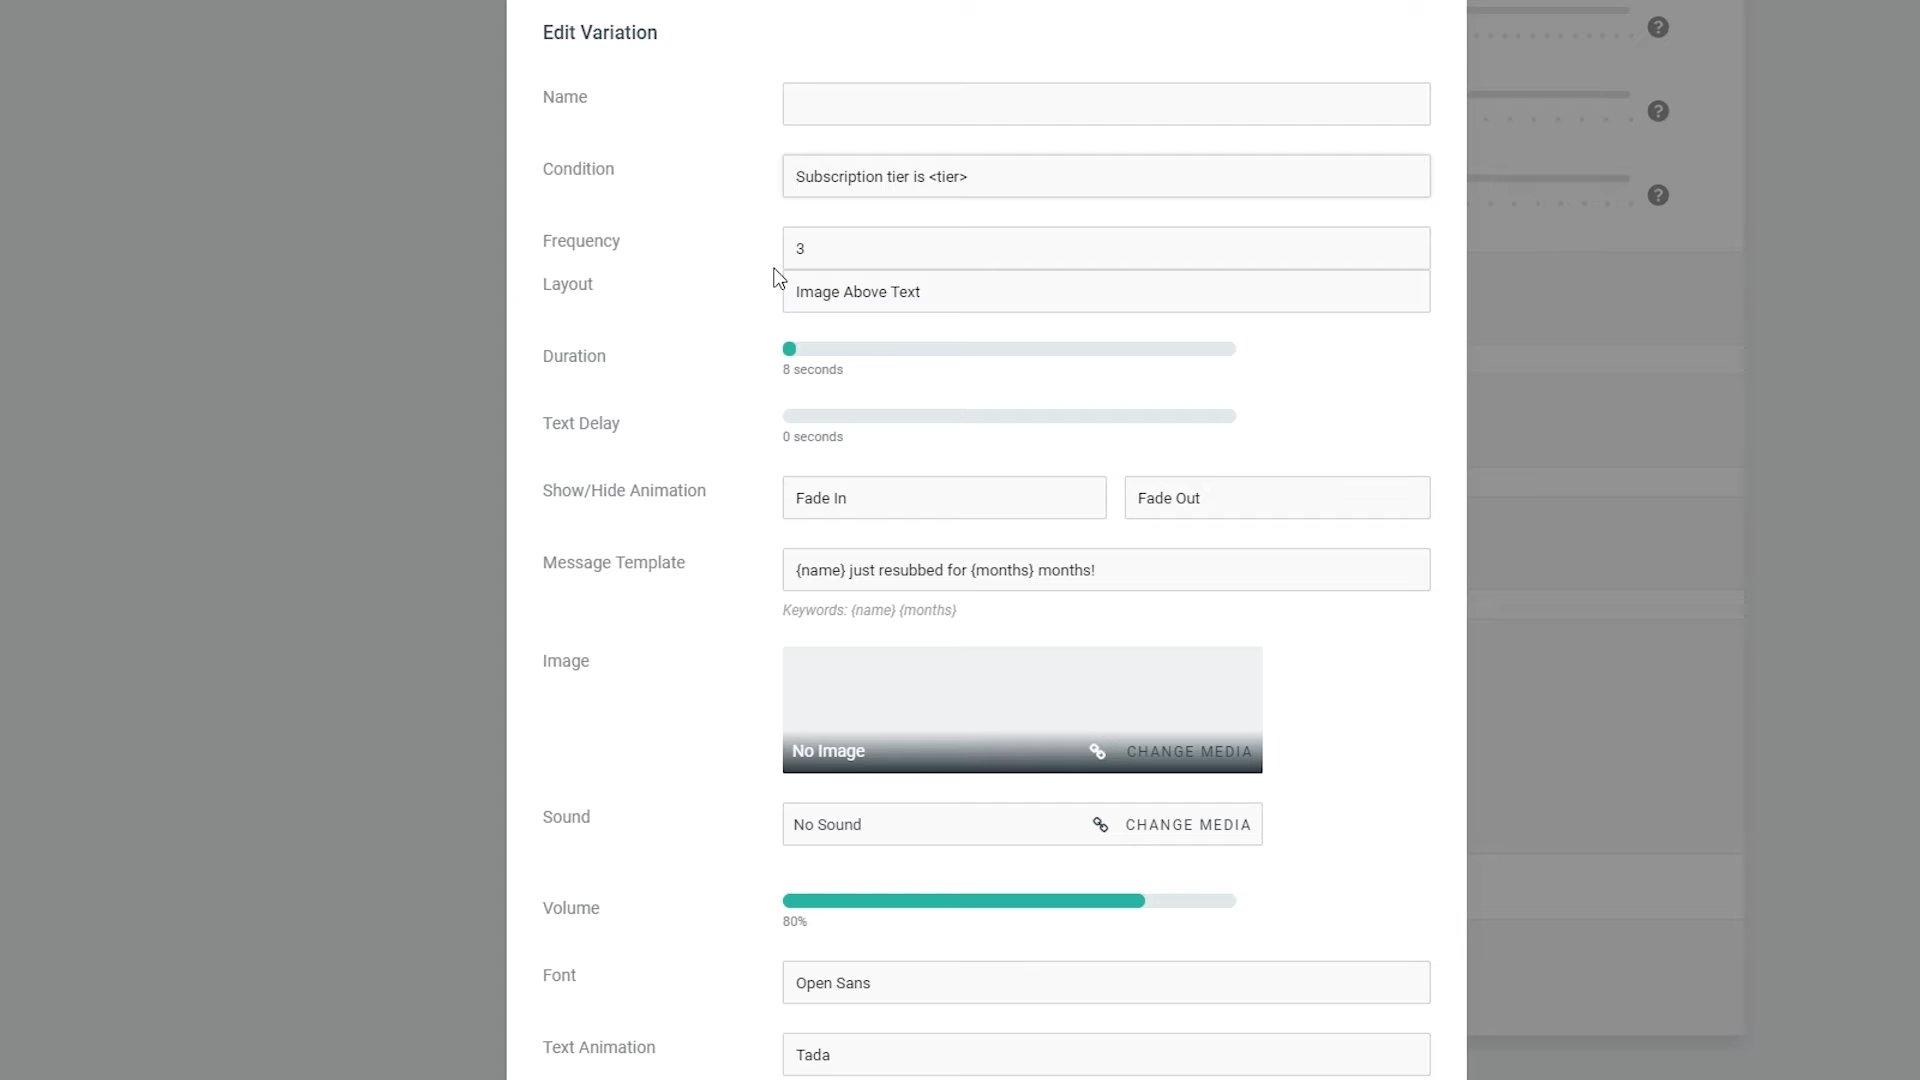 Edit Variation
Name
Condition
Subscription tier is <tier>
Frequency
3
Layout
Image Above Text
Duration
8 seconds
Text Delay
0 seconds
Show/Hide Animation
Fade In
Fade Out
Message Template
{name} just resubbed for {months} months!
Keywords: {name} {months}
Image
No Image
CHANGE MEDIA
Sound
No Sound
CHANGE MEDIA
Volume
80%
Font
Open Sans
Text Animation
Tada
?
?
?